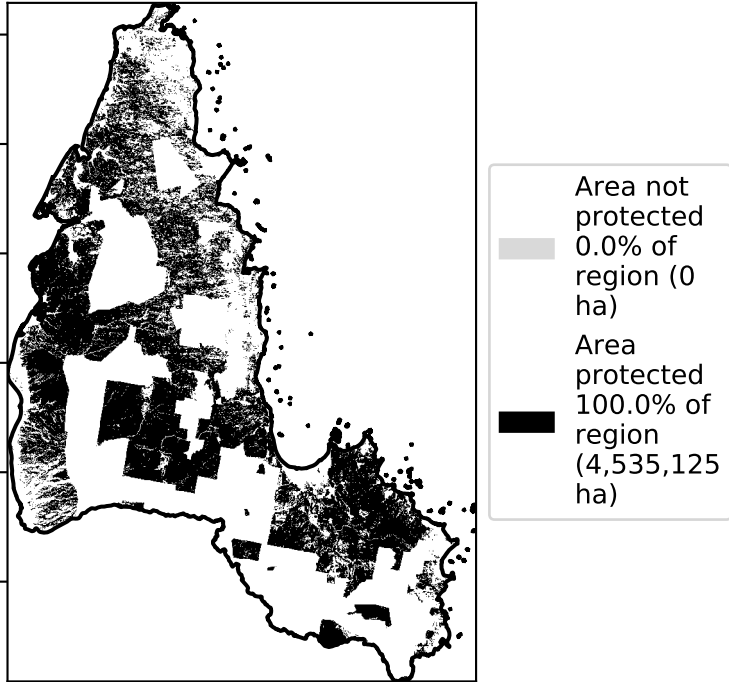 Area not
protected
0.0% of
region (0
ha)
Area
protected
100.0% of
region
(4,535,125
ha)